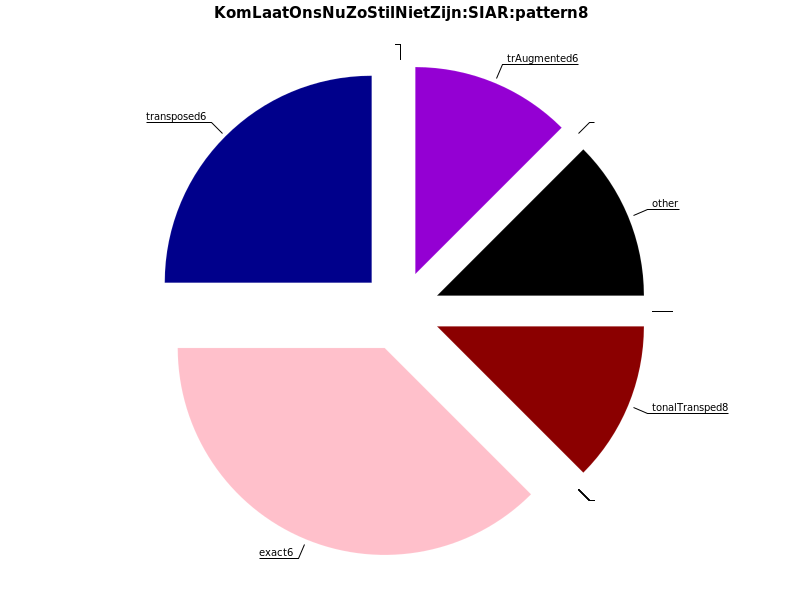 KomLaatOnsNuZoStilNietZijn:SIAR:pattern8
trAugmented6
transposed6
other
tonalTransped8
exact6